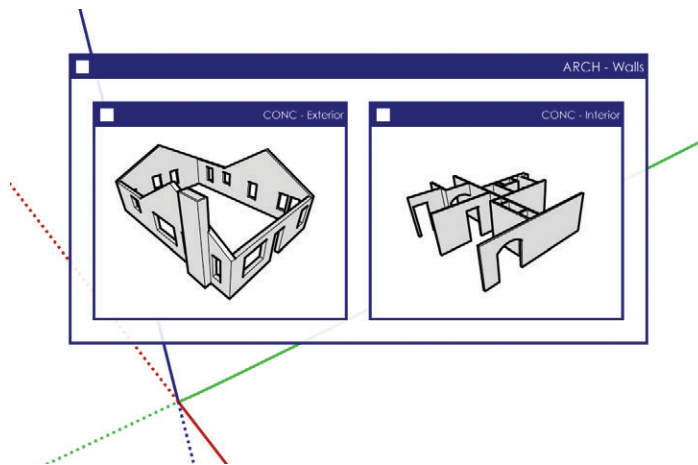 ARCH - Walls
CONC - Exterior
CONC - Interior